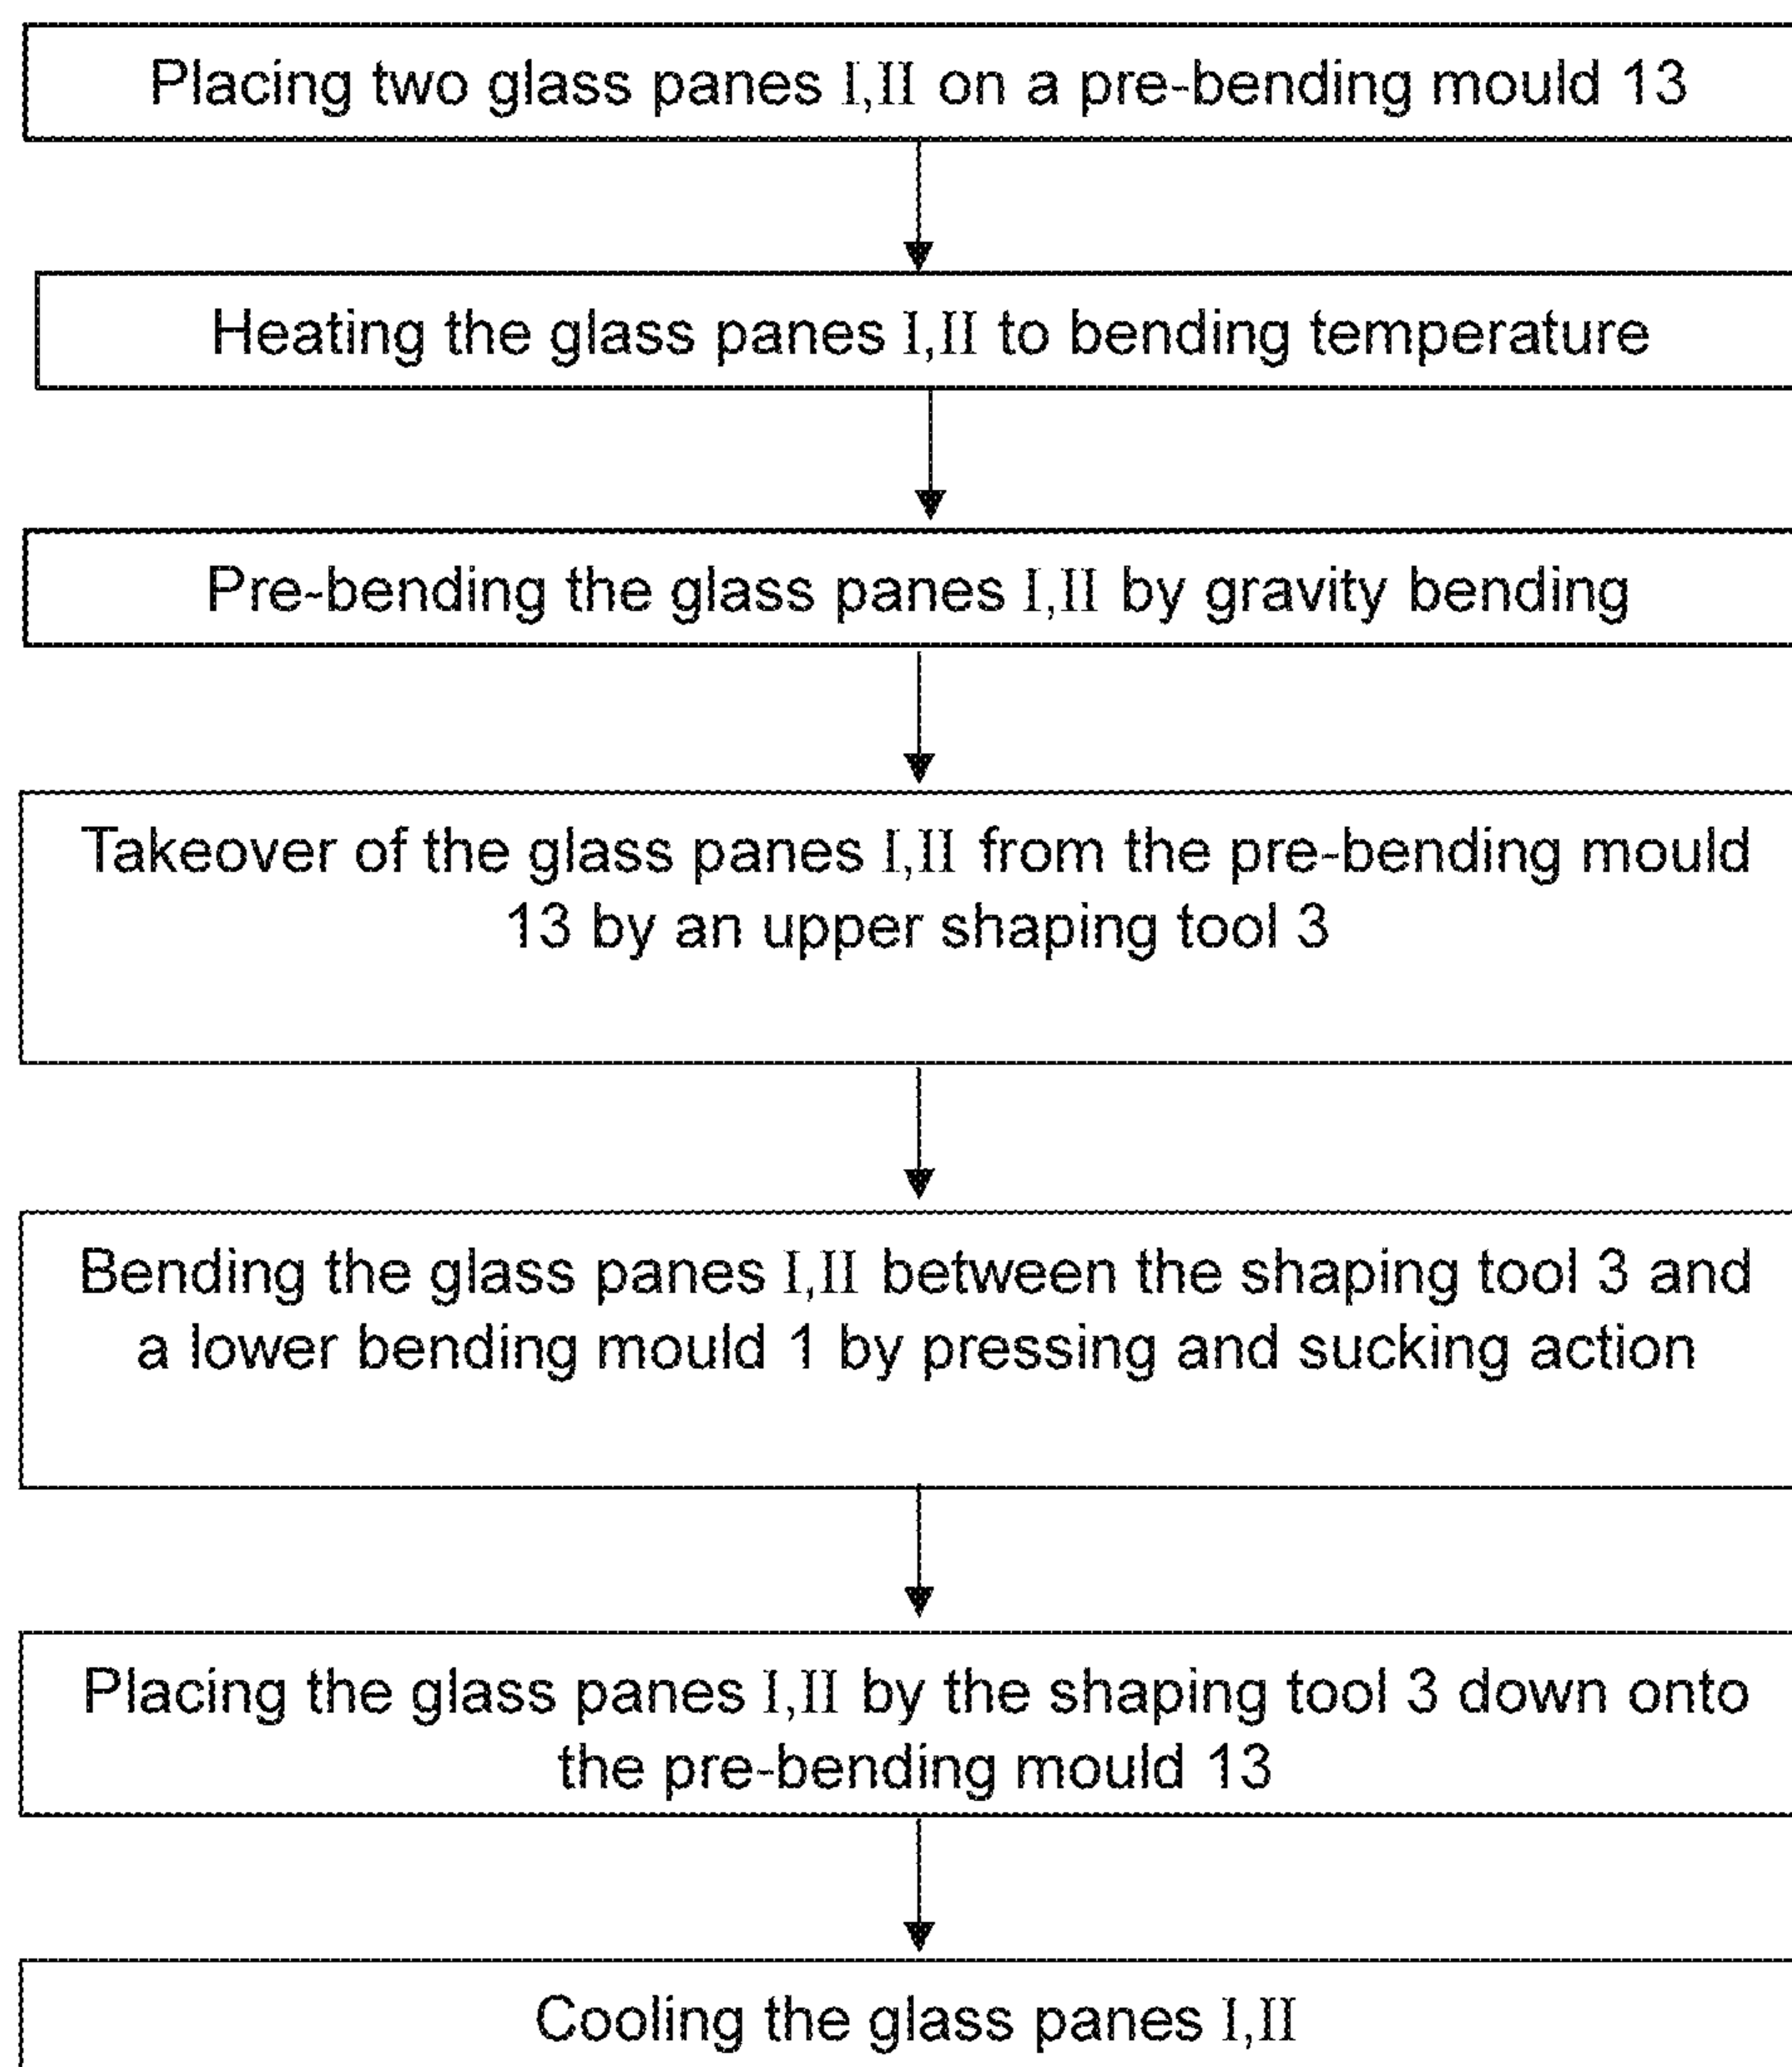 Placing two glass panes I,II on a pre-bending mould 13
Heating the glass panes I,II to bending temperature
Pre-bending the glass panes I,II by gravity bending
Takeover of the glass panes I,II from the pre-bending mould
13 by an upper shaping tool 3
Bending the glass panes I,II between the shaping tool 3 and
a lower bending mould 1 by pressing and sucking action
Placing the glass panes I,II by the shaping tool 3 down onto
the pre-bending mould 13
Cooling the glass panes I,II